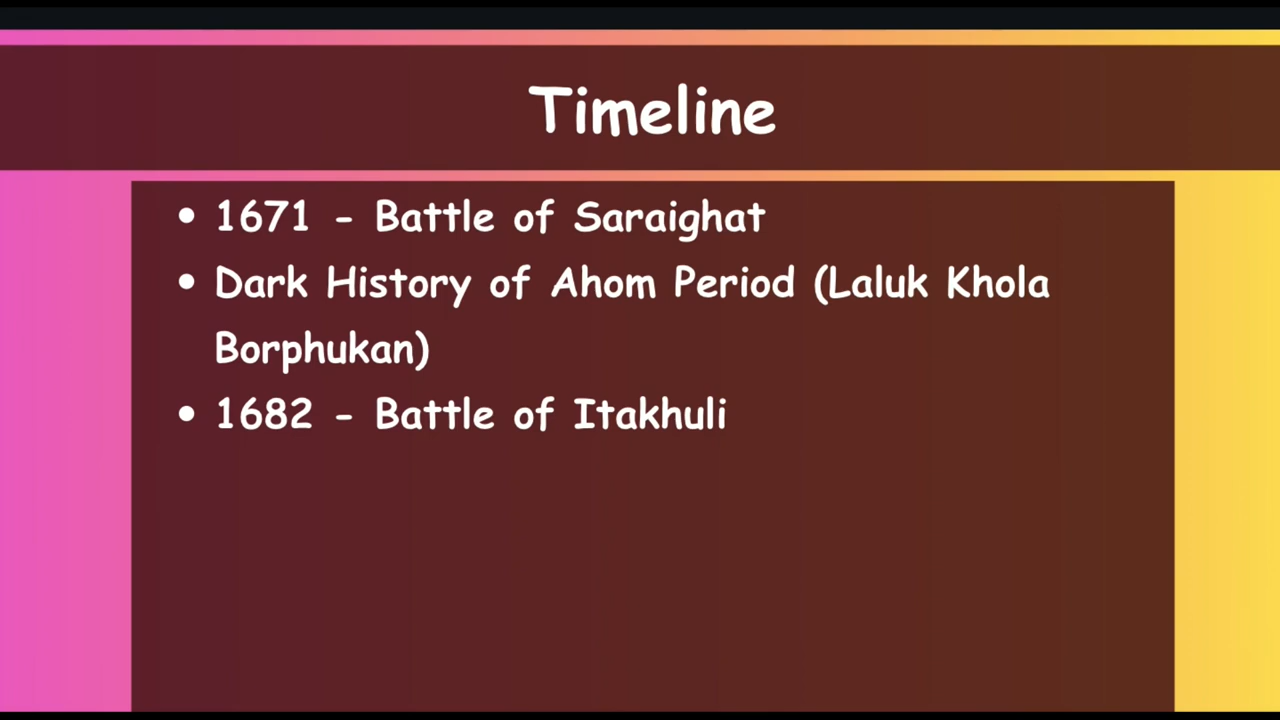 Timeline
• 1671 - Battle of Saraighat
• Dark History of Ahom Period (Laluk Khola
Borphukan)
• 1682 - Battle of Itakhuli